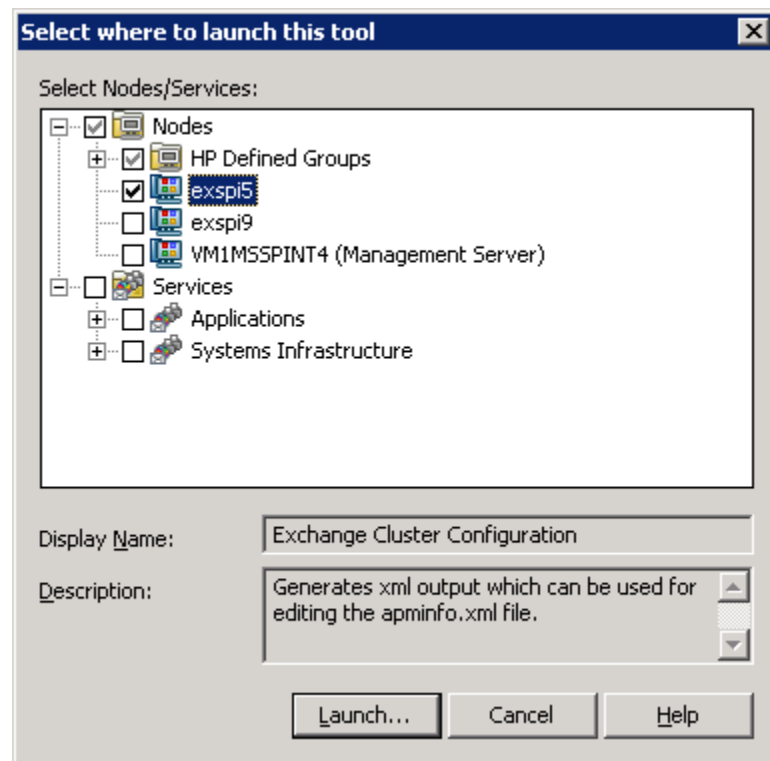 Select where to launch this tool
Select Nodes/Services:
Nodes
HP Defined Groups
exspi5
exspi9
VM1MSSPINT4 (Management Server)
Services
Applications
Systems Infrastructure
Display Name:
Exchange Cluster Configuration
Description:
Generates xml output which can be used for
editing the apminfo.xml file.
Launch...
Cancel
Help